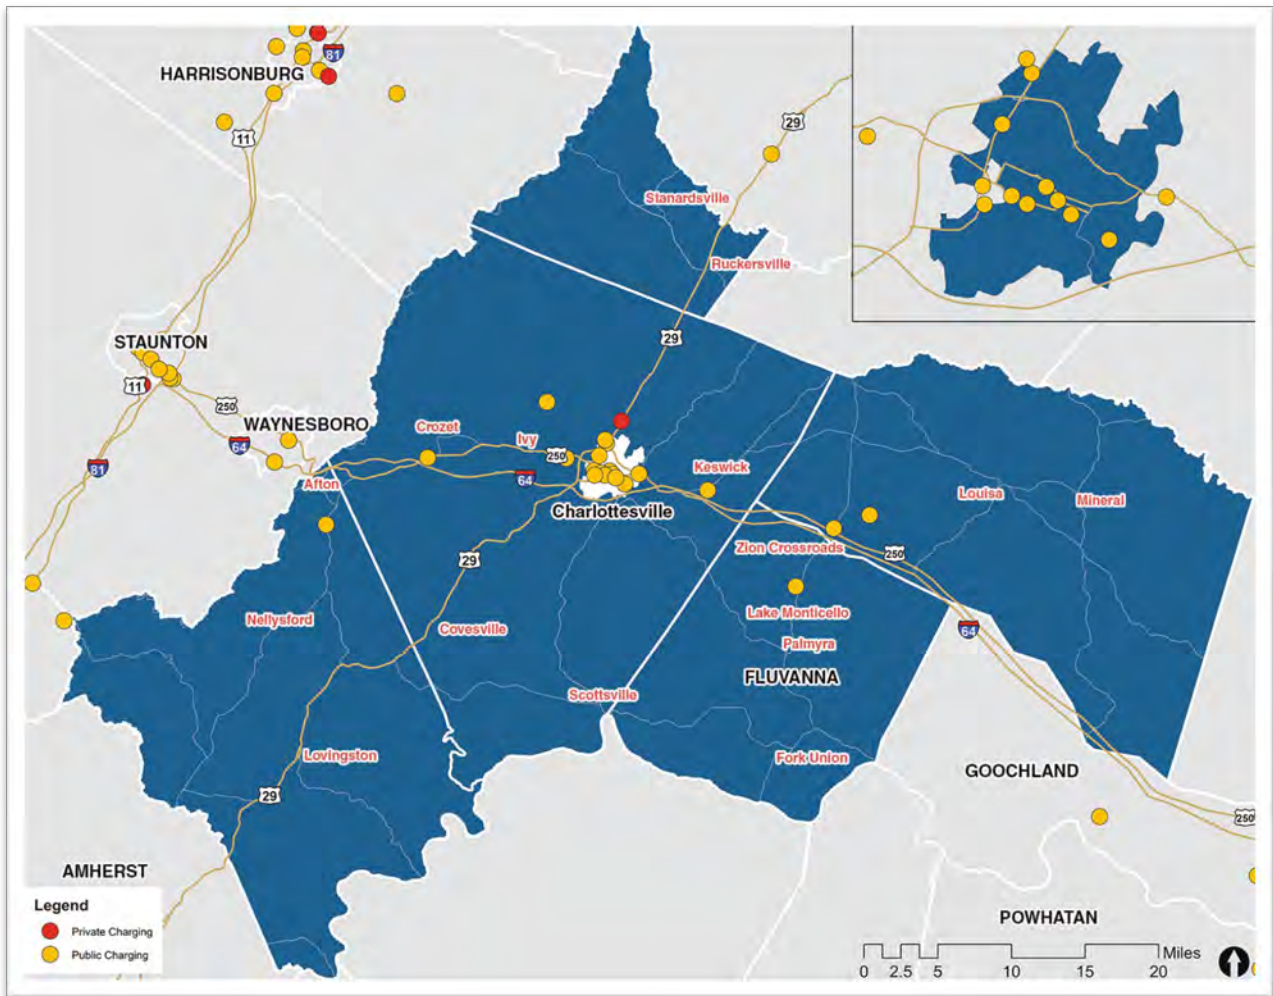 81
HARRISONBURG
11
29
Stanardsville
Ruckersville
29
STAUNTON
11
250
WAYNESBORO
64
81
Crozet
Ivy
250
64
Afton
Keswick
Charlottesville
Louisa
Mineral
Zion Crossroads
250
29
Nellysford
Covesville
Lake Monticello
Palmyra
64
FLUVANNA
Scottsville
Lovingston
Fork Union
29
GOOCHLAND
250
AMHERST
POWHATAN
Legend
Private Charging
Public Charging
Miles
0 2.5 5 10 15 20